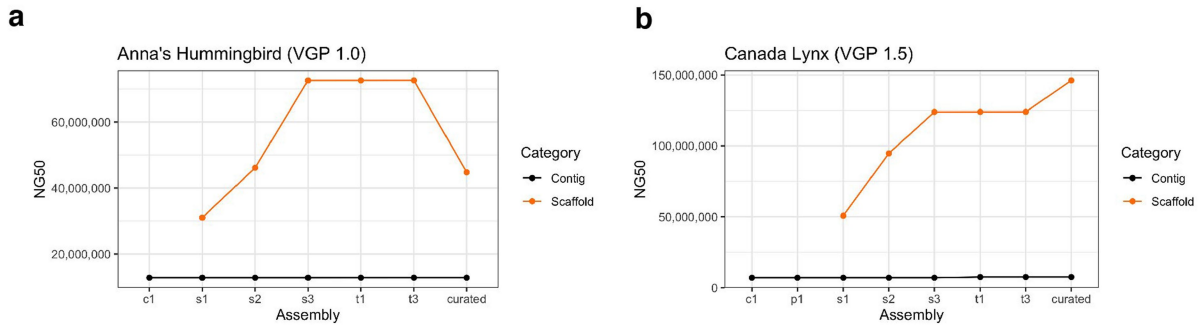 a
Anna's Hummingbird (VGP 1.0)
60,000,000
40,000,000
20,000,000
NG50
c1 s1 s2 s3 t1 t3 curated
Assembly
Category
Contig
Scaffold
b
Canada Lynx (VGP 1.5)
150,000,000
100,000,000
50,000,000
0
NG50
c1 p1 s1 s2 s3 t1 t3 curated
Assembly
Category
Contig
Scaffold